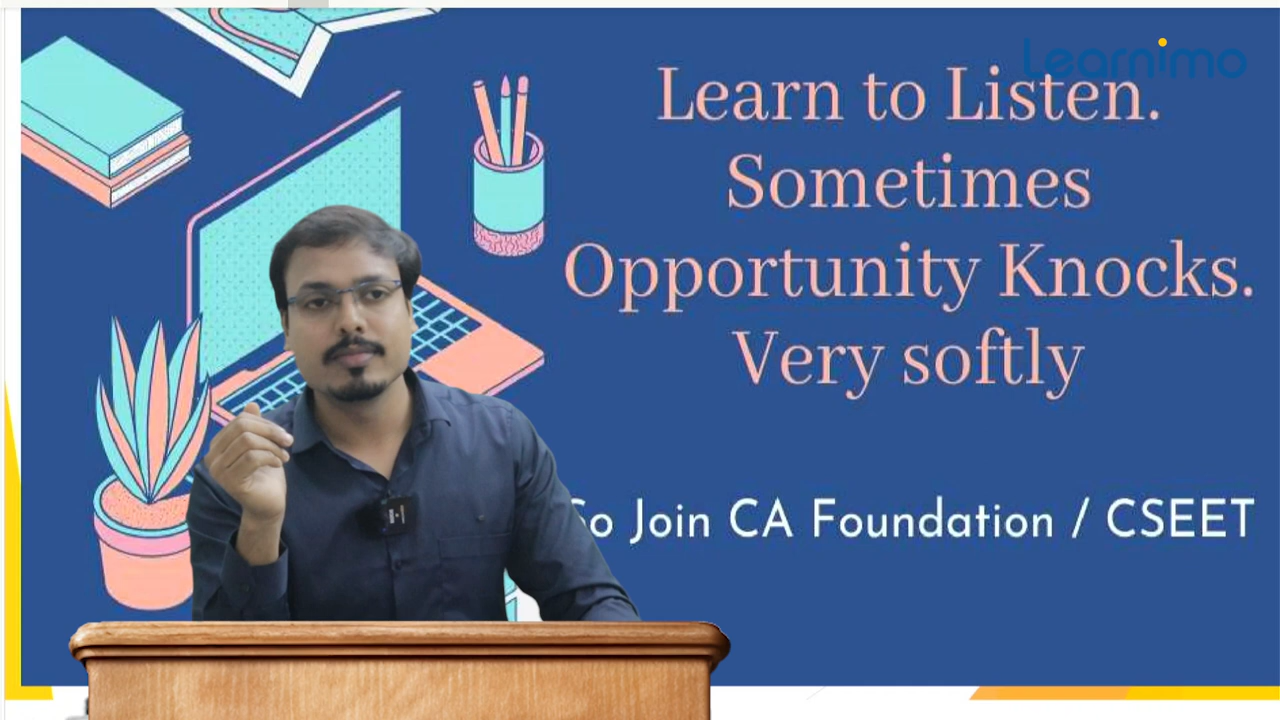 Learnimo
Learn to Listen.
Sometimes
Opportunity Knocks.
Very softly
So Join CA Foundation / CSEET